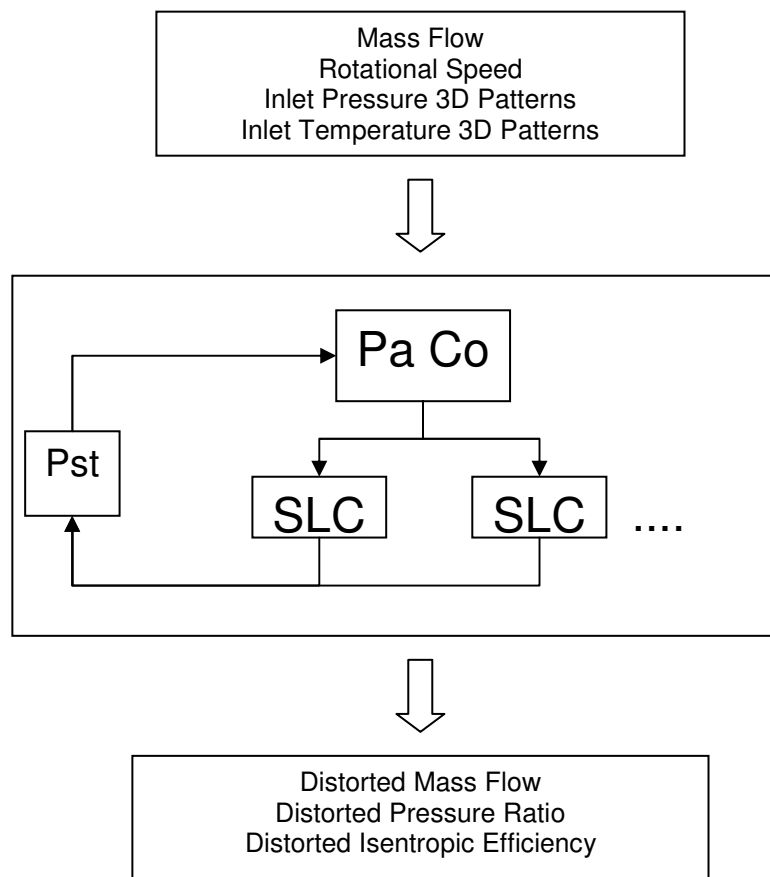 Mass Flow
Rotational Speed
Inlet Pressure 3D Patterns
Inlet Temperature 3D Patterns
Pa Co
Pst
SLC
SLC
....
Distorted Mass Flow
Distorted Pressure Ratio
Distorted Isentropic Efficiency